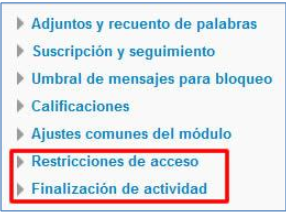 Adjuntos y recuento de palabras
Suscripción y seguimiento
Umbral de mensajes para bloqueo
Calificaciones
Ajustes comunes del módulo
Restricciones de acceso
Finalización de actividad